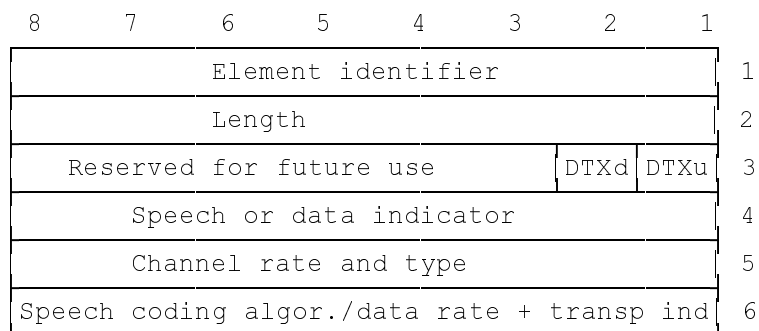 8 7 6 5 4 3 2 1
Element identifier 1
Length 2
Reserved for future use DTXd DTXu 3
Speech or data indicator 4
Channel rate and type 5
Speech coding algor./data rate + transp ind 6